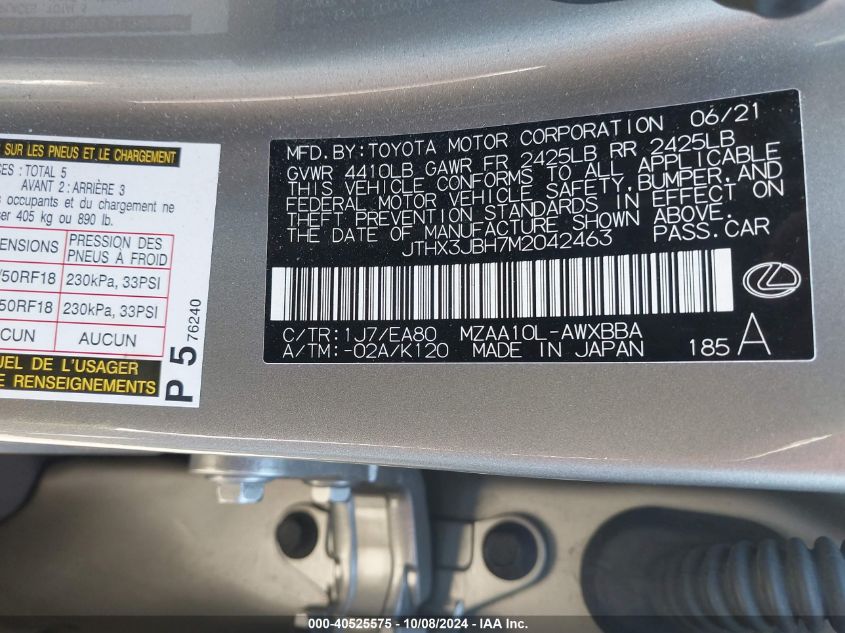 SUR LES PNEUS ET LE CHARGEMENT
SES : TOTAL 5
AVANT 2 : ARRIÈRE 3
occupants et du chargement ne
ser 405 kg ou 890 lb.
ENSIONS PRESSION DES PNEUS À FROID
/50RF18 230kPa, 33PSI
/50RF18 230kPa, 33PSI
CUN AUCUN
UEL DE L'USAGER
E RENSEIGNEMENTS
P 5 76240
MFD. BY: TOYOTA MOTOR CORPORATION 06/21
GVWR 4410LB GAWR FR 2425LB RR 2425LB
THIS VEHICLE CONFORMS TO ALL APPLICABLE
FEDERAL MOTOR VEHICLE SAFETY, BUMPER, AND
THEFT PREVENTION STANDARDS IN EFFECT ON
THE DATE OF MANUFACTURE SHOWN ABOVE.
JTHX3JBH7M2042463 PASS. CAR
C/TR: 1J7/EA80 MZAA10L-AWXBBA
A/TM: -02A/K120 MADE IN JAPAN 185 A
000-40525575 - 10/08/2024 - IAAI.COM